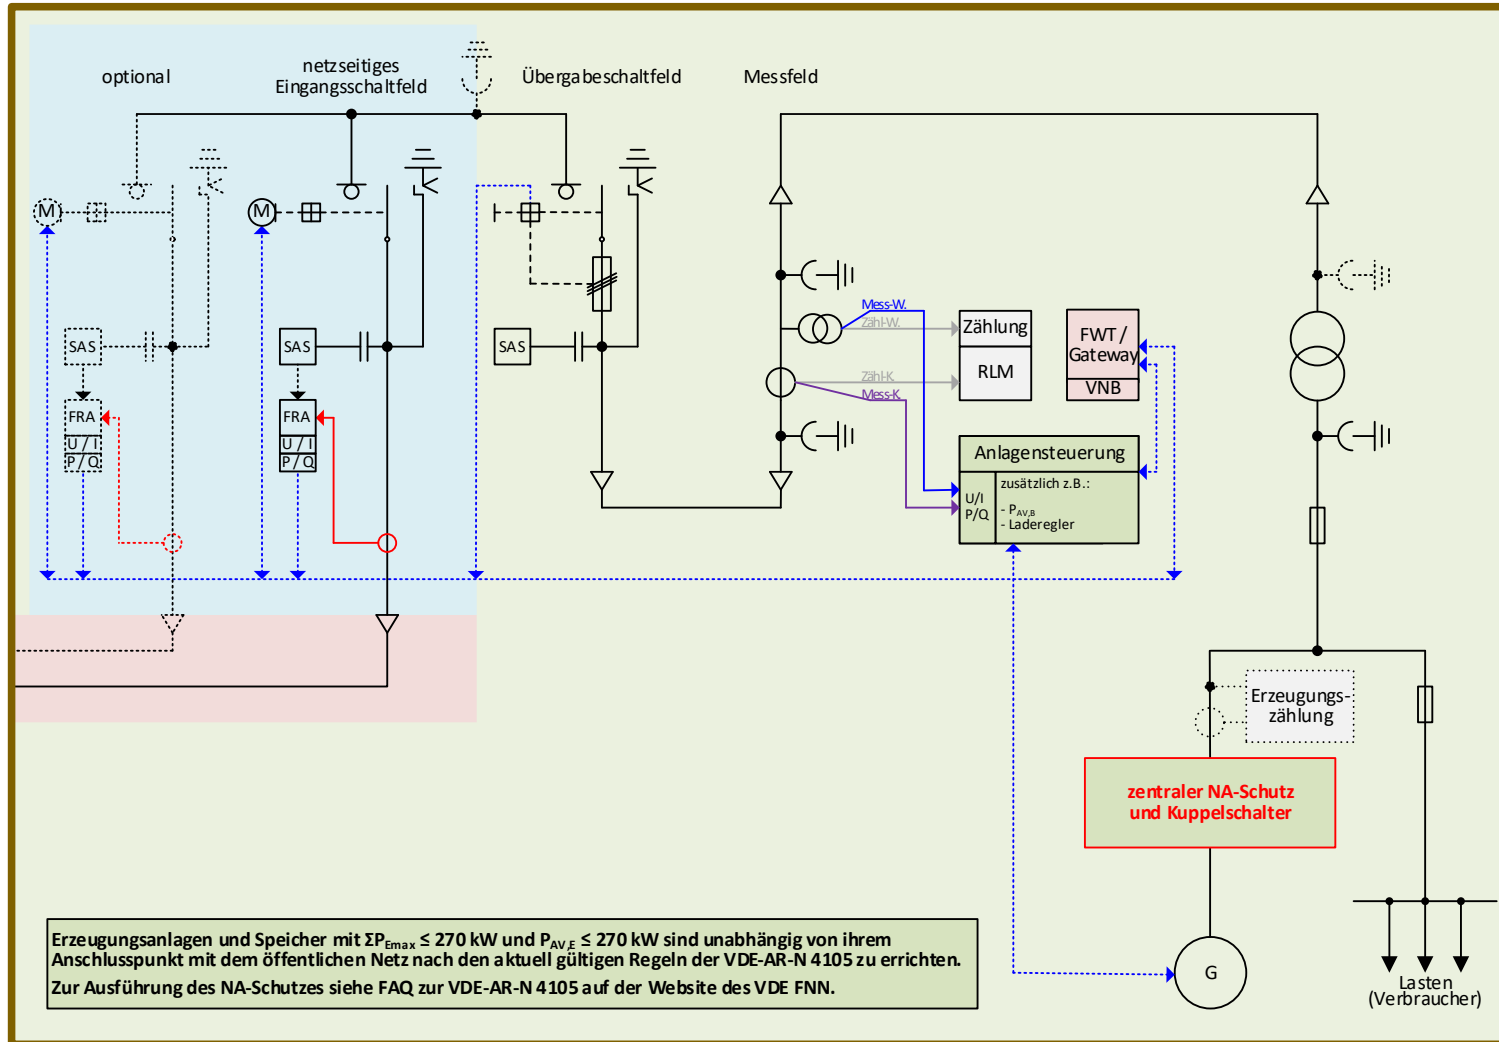 optional
netzseitiges
Eingangsschaltfeld
Übergabeschaltfeld
Messfeld
M
M
SAS
SAS
SAS
FRA
U / I
P / Q
FRA
U / I
P / Q
Mess-W.
Zähl-W.
Zähl-K.
Mess-K.
Zählung
RLM
FWT /
Gateway
VNB
Anlagensteuerung
U/I
P/Q
zusätzlich z.B.:
- PAV,B
- Laderegler
Erzeugungs-
zählung
zentraler NA-Schutz
und Kuppelschalter
G
Lasten
(Verbraucher)
Erzeugungsanlagen und Speicher mit ΣPEmax ≤ 270 kW und PAV,E ≤ 270 kW sind unabhängig von ihrem
Anschlusspunkt mit dem öffentlichen Netz nach den aktuell gültigen Regeln der VDE-AR-N 4105 zu errichten.
Zur Ausführung des NA-Schutzes siehe FAQ zur VDE-AR-N 4105 auf der Website des VDE FNN.